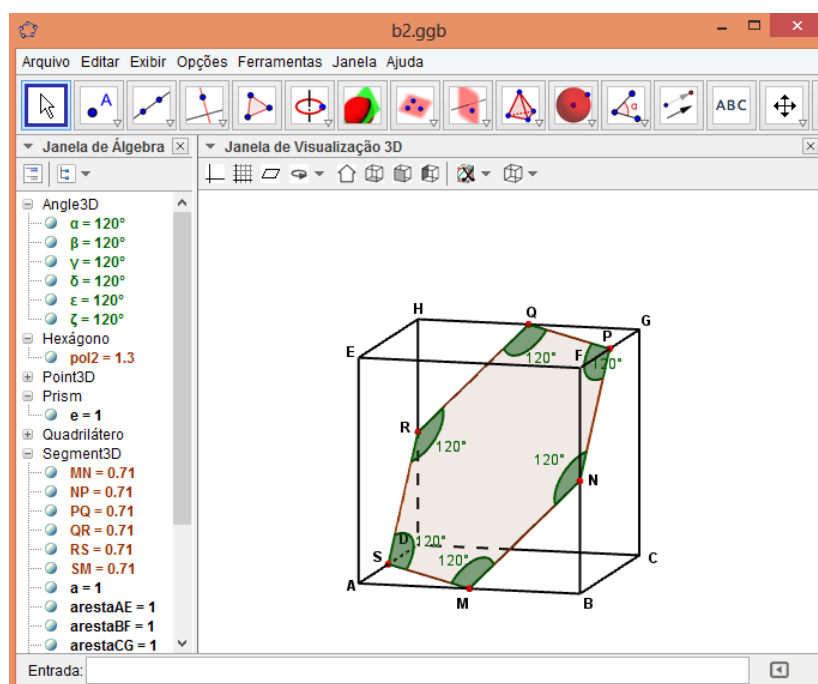 b2.ggb
Arquivo Editar Exibir Opções Ferramentas Janela Ajuda
A
α
ABC
Janela de Álgebra
Janela de Visualização 3D
Angle3D
α = 120°
β = 120°
γ = 120°
δ = 120°
ε = 120°
ζ = 120°
Hexágono
pol2 = 1.3
Point3D
Prism
e = 1
Quadrilátero
Segment3D
MN = 0.71
NP = 0.71
PQ = 0.71
QR = 0.71
RS = 0.71
SM = 0.71
a = 1
arestaAE = 1
arestaBF = 1
arestaCG = 1
H Q G
P
E F
120° 120°
R
120°
120°
N
D 120°
S 120°
C
A
M B
Entrada: